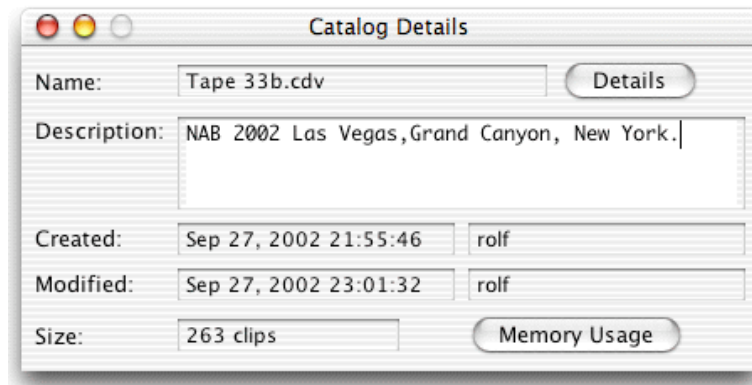 Catalog Details
Name: Tape 33b.cdv Details
Description: NAB 2002 Las Vegas,Grand Canyon, New York.
Created: Sep 27, 2002 21:55:46 rolf
Modified: Sep 27, 2002 23:01:32 rolf
Size: 263 clips Memory Usage